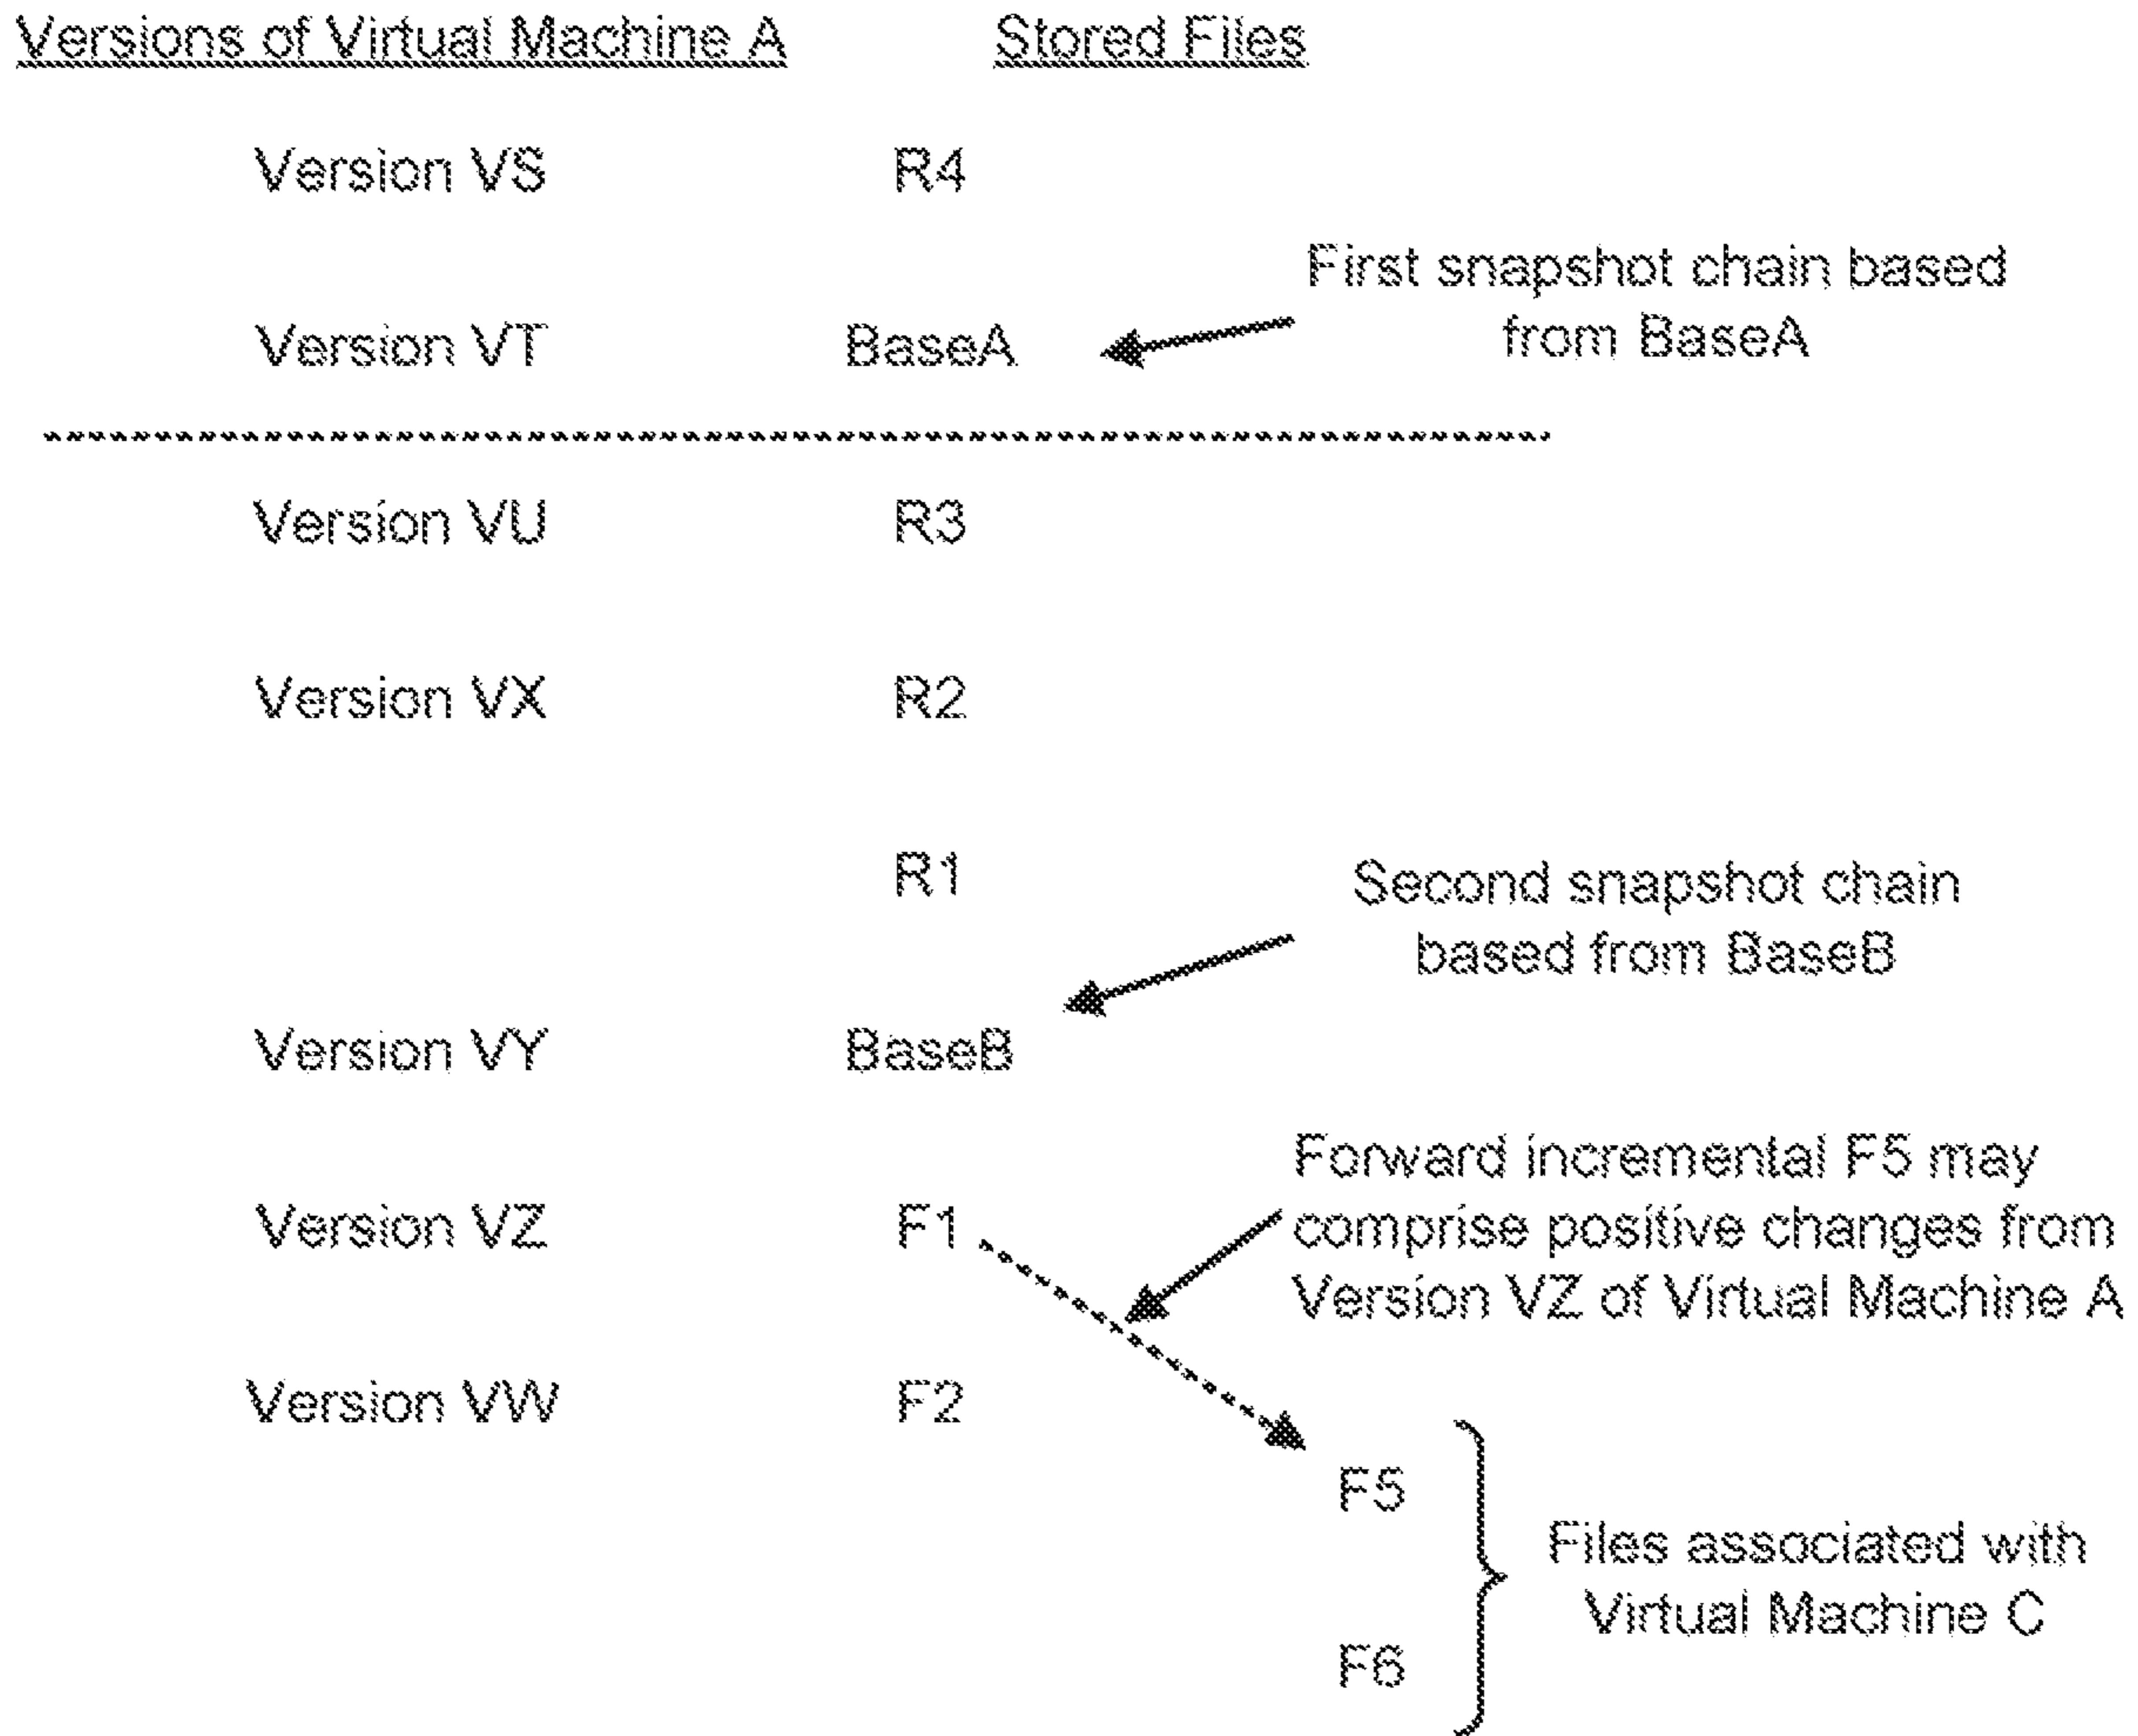 Versions of Virtual Machine A
Stored Files
Version VS
R4
First snapshot chain based
from BaseA
Version VT
BaseA
Version VU
R3
Version VX
R2
R1
Second snapshot chain
based from BaseB
Version VY
BaseB
Forward incremental F5 may
comprise positive changes from
Version VZ of Virtual Machine A
Version VZ
F1
Version VW
F2
F5
Files associated with
Virtual Machine C
F6